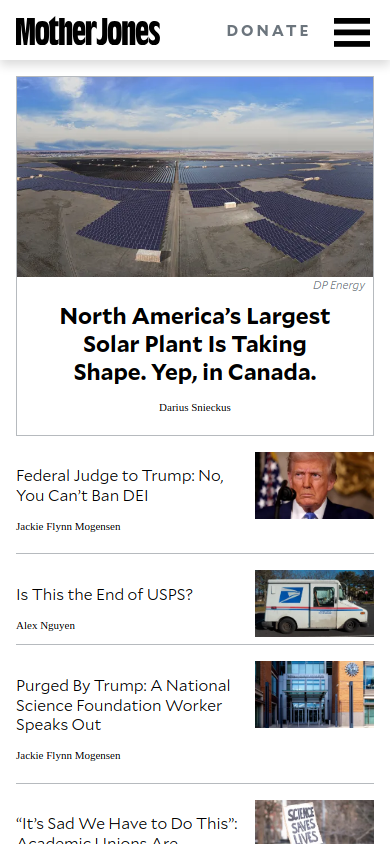 Mother Jones
DONATE
DP Energy
North America’s Largest
Solar Plant Is Taking
Shape. Yep, in Canada.
Darius Snieckus
Federal Judge to Trump: No,
You Can’t Ban DEI
Jackie Flynn Mogensen
Is This the End of USPS?
Alex Nguyen
Purged By Trump: A National
Science Foundation Worker
Speaks Out
Jackie Flynn Mogensen
“It’s Sad We Have to Do This”:
Academic Unions Are
SCIENCE
SAVES
LIVES